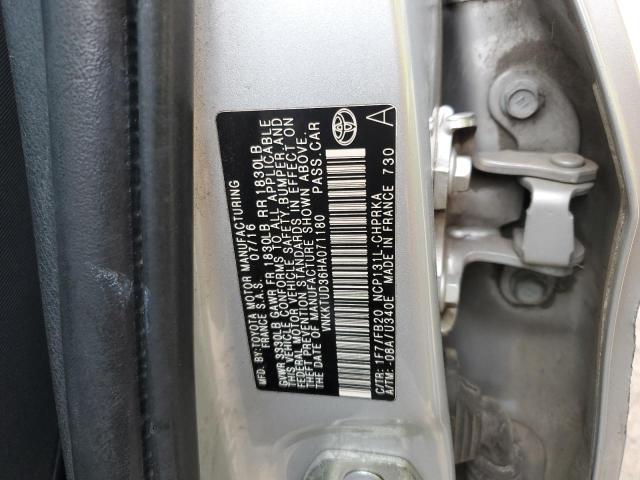 MFD. BY: TOYOTA MOTOR MANUFACTURING
FRANCE S.A.S. 07/16
GVWR 3330LB GAWR FR 1830LB RR 1830LB
THIS VEHICLE CONFORMS TO ALL APPLICABLE
FEDERAL MOTOR VEHICLE SAFETY, BUMPER, AND
THEFT PREVENTION STANDARDS IN EFFECT ON
THE DATE OF MANUFACTURE SHOWN ABOVE.
VNKKTUD36HA071180 PASS. CAR
C/TR: 1F7/FB20 NCP131L-CHPRKA
A/TM: 08A/U340E MADE IN FRANCE 730
A